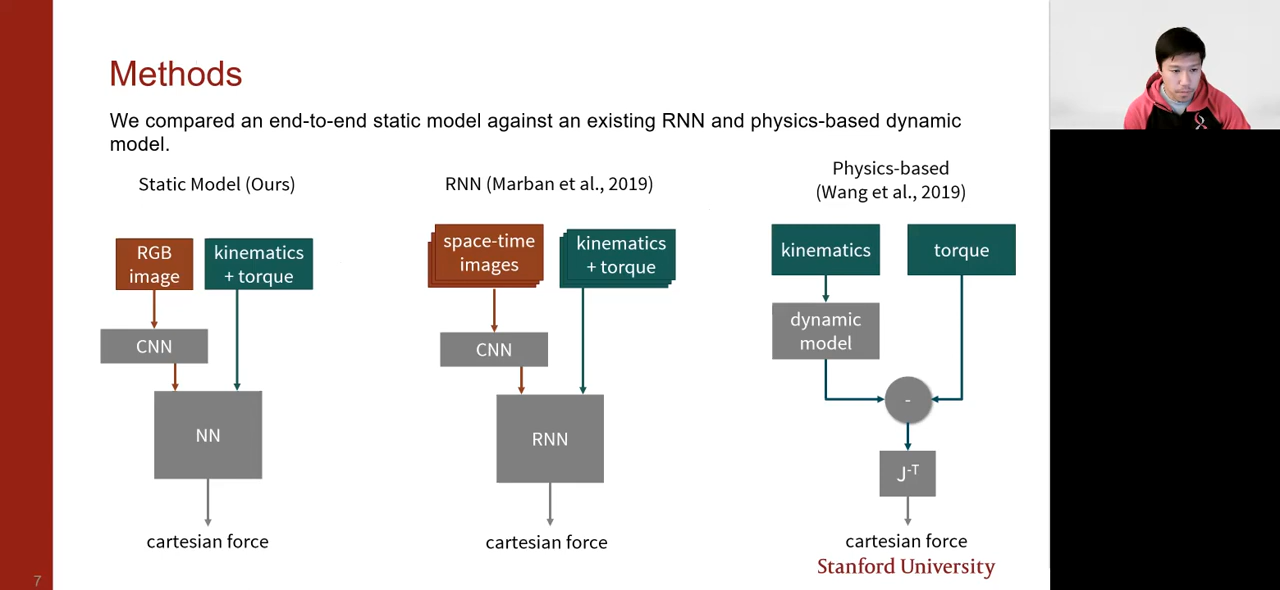 Methods
We compared an end-to-end static model against an existing RNN and physics-based dynamic
model.
Static Model (Ours)
RGB
image
kinematics
+ torque
CNN
NN
cartesian force
RNN (Marban et al., 2019)
space-time
images
kinematics
+ torque
CNN
RNN
cartesian force
Physics-based
(Wang et al., 2019)
kinematics
torque
dynamic
model
-
J-T
cartesian force
Stanford University
7